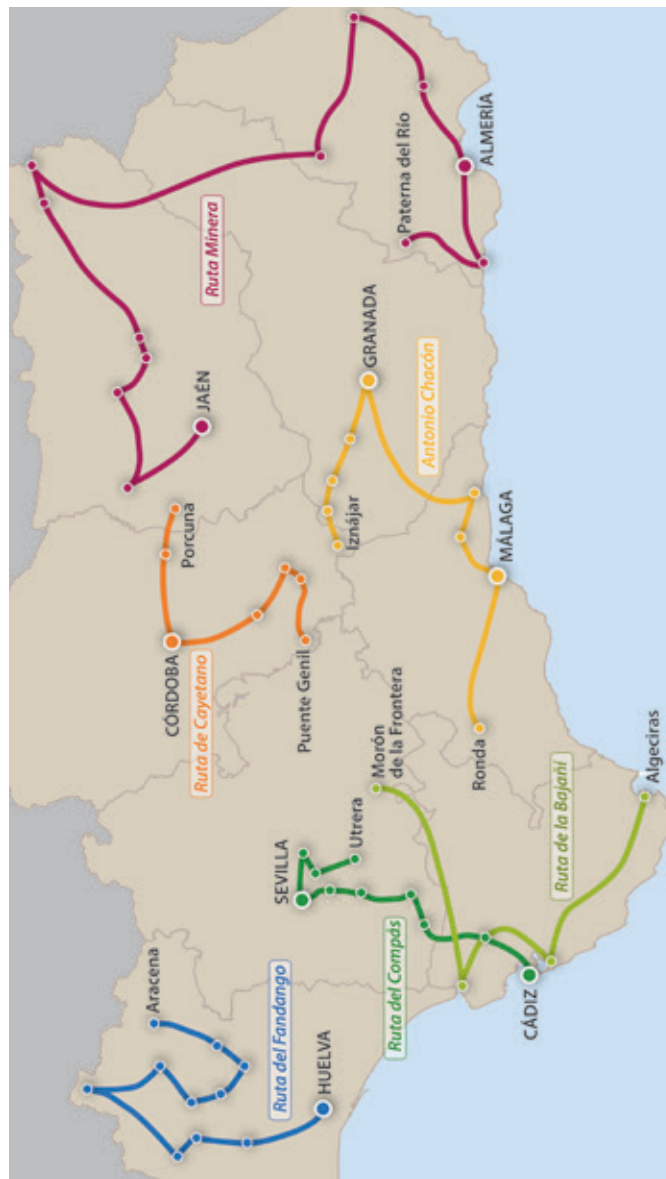 Aracena
Ruta del Fandango
HUELVA
SEVILLA
Utrera
Ruta del Compás
CÁDIZ
Morón
de la Frontera
Ruta de la Bajañí
Algeciras
CÓRDOBA
Porcuna
Ruta de Cayetano
Puente Genil
Iznájar
GRANADA
Antonio Chacón
MÁLAGA
Ronda
JAÉN
Ruta Minera
Paterna del Río
ALMERÍA